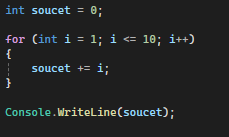 int soucet = 0;
for (int i = 1; i <= 10; i++)
{
soucet += i;
}
Console.WriteLine(soucet);